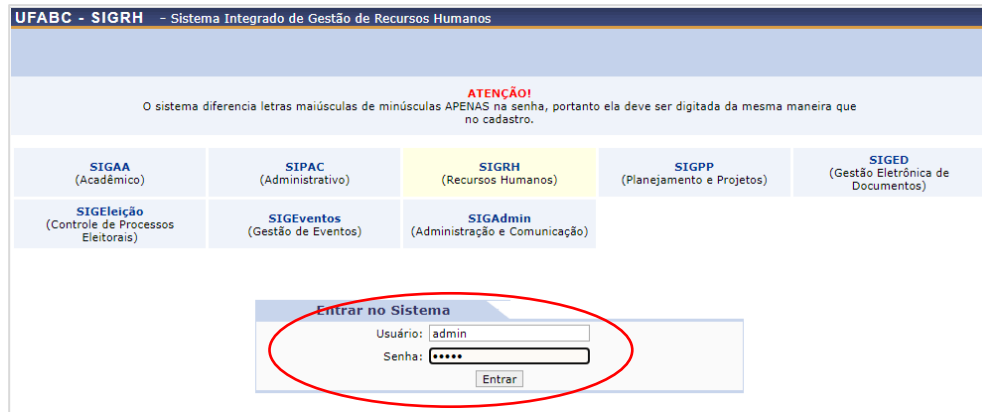 UFABC - SIGRH - Sistema Integrado de Gestão de Recursos Humanos
ATENÇÃO!
O sistema diferencia letras maiúsculas de minúsculas APENAS na senha, portanto ela deve ser digitada da mesma maneira que
no cadastro.
SIGAA
(Acadêmico)
SIPAC
(Administrativo)
SIGRH
(Recursos Humanos)
SIGPP
(Planejamento e Projetos)
SIGED
(Gestão Eletrônica de
Documentos)
SIGEleição
(Controle de Processos
Eleitorais)
SIGEventos
(Gestão de Eventos)
SIGAdmin
(Administração e Comunicação)
Entrar no Sistema
Usuário: admin
Senha: •••••
Entrar